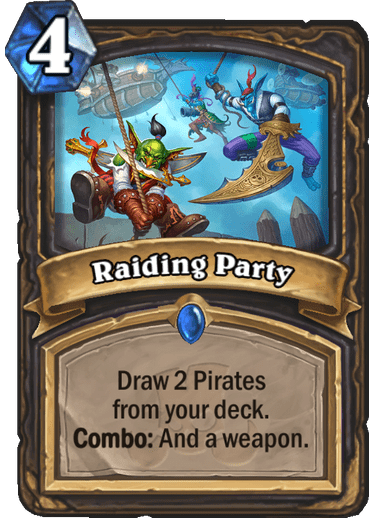 4
Raiding Party
Draw 2 Pirates
from your deck.
Combo: And a weapon.